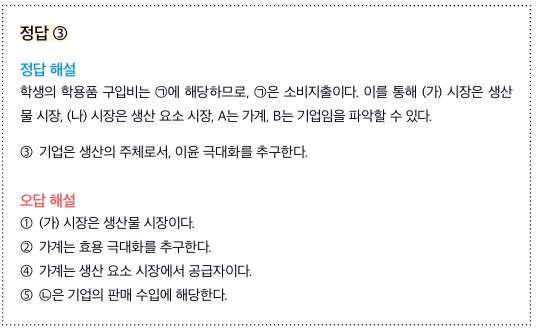 정답 ③
정답 해설
학생의 학용품 구입비는 ㉠에 해당하므로, ㉠은 소비지출이다. 이를 통해 (가) 시장은 생산
물 시장, (나) 시장은 생산 요소 시장, A는 가계, B는 기업임을 파악할 수 있다.
③ 기업은 생산의 주체로서, 이윤 극대화를 추구한다.
오답 해설
① (가) 시장은 생산물 시장이다.
② 가계는 효용 극대화를 추구한다.
④ 가계는 생산 요소 시장에서 공급자이다.
⑤ ㉡은 기업의 판매 수입에 해당한다.